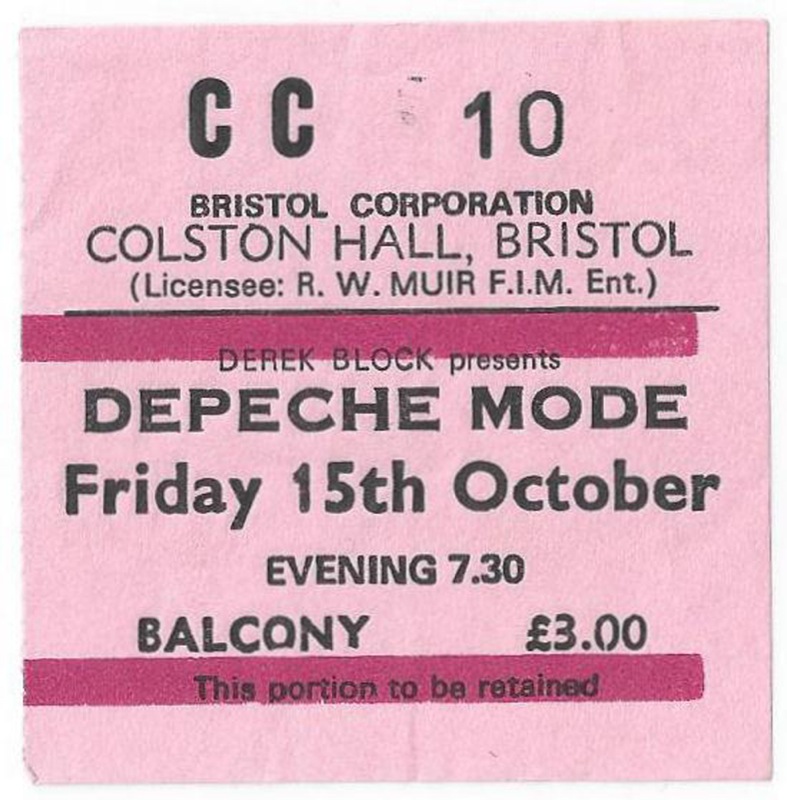 CC 10
BRISTOL CORPORATION
COLSTON HALL, BRISTOL
(Licensee: R. W. MUIR F.I.M. Ent.)
DEREK BLOCK presents
DEPECHE MODE
Friday 15th October
EVENING 7.30
BALCONY £3.00
This portion to be retained